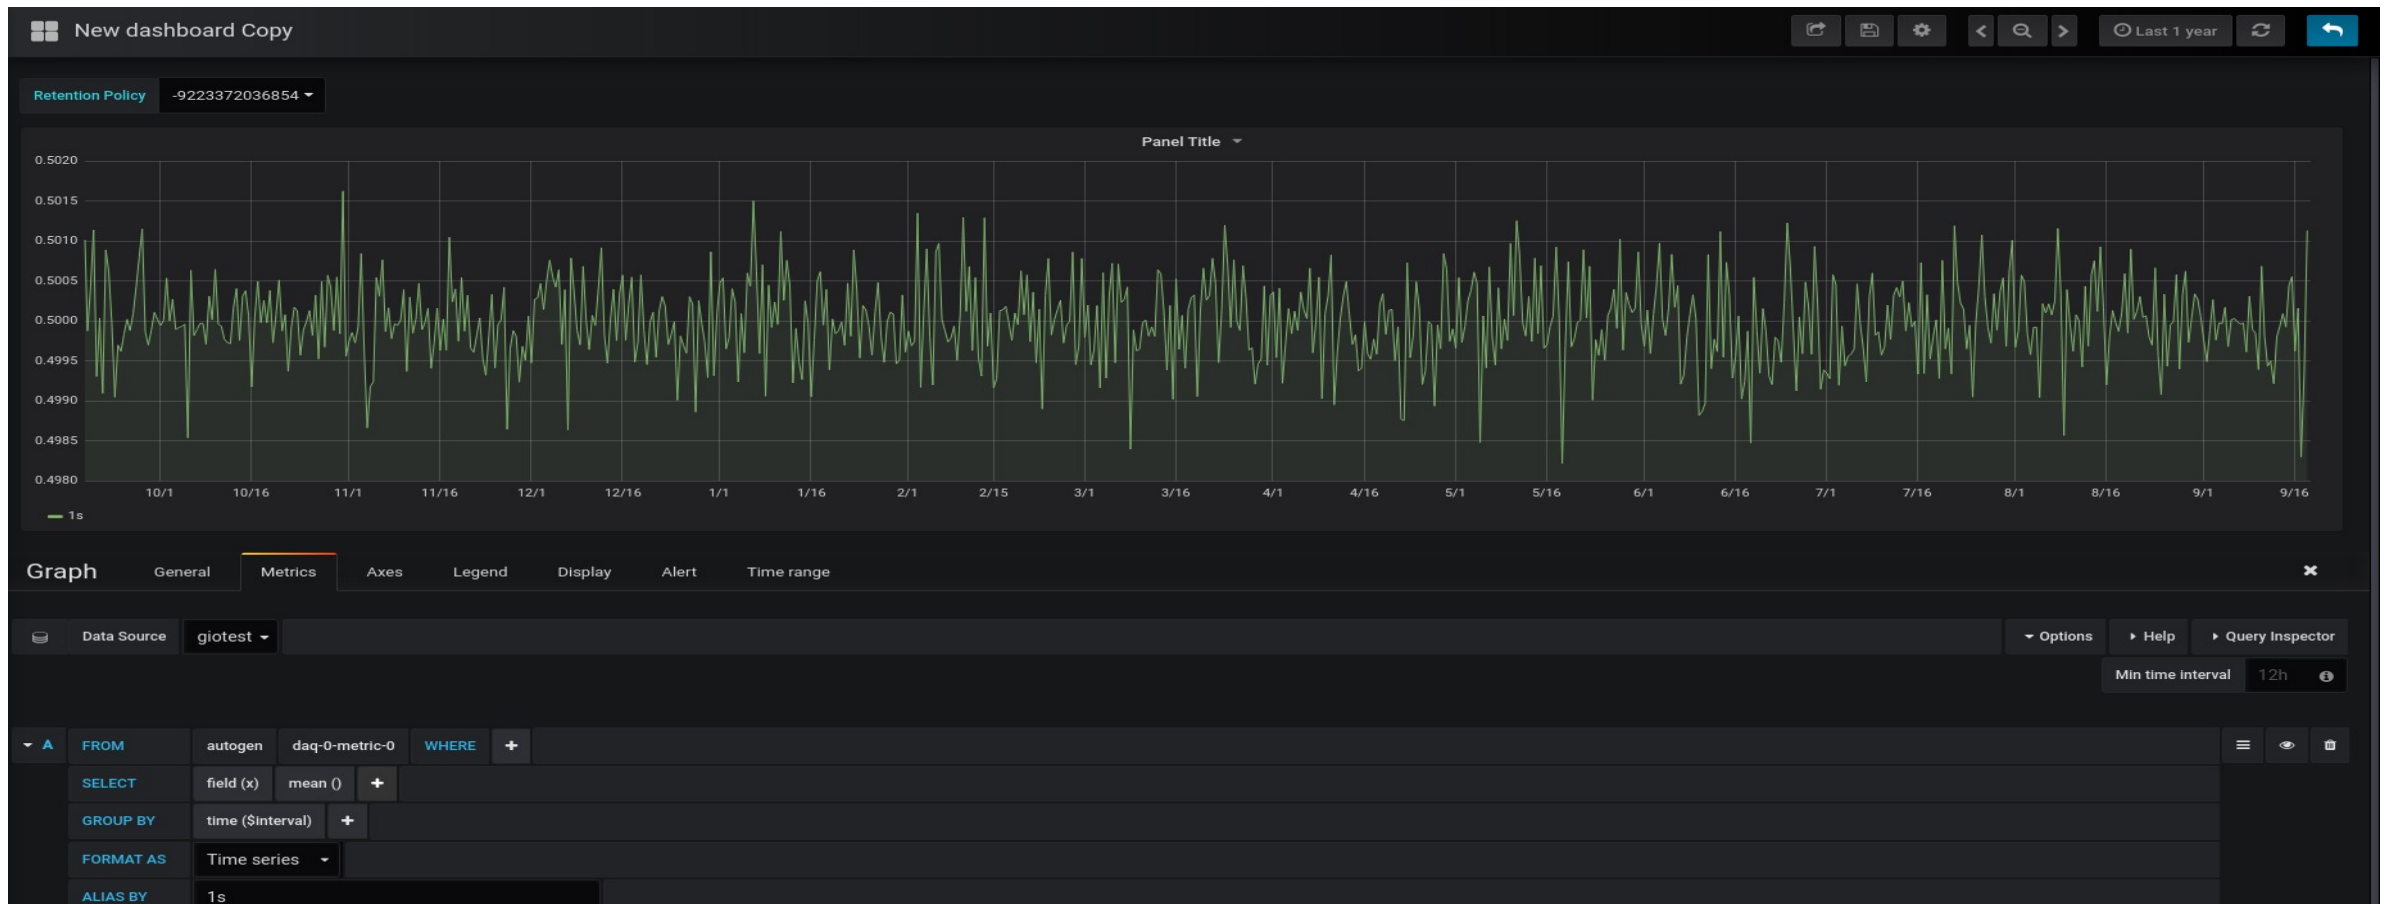 New dashboard Copy
Last 1 year
Retention Policy -9223372036854
Panel Title
0.5020
0.5015
0.5010
0.5005
0.5000
0.4995
0.4990
0.4985
0.4980
10/1 10/16 11/1 11/16 12/1 12/16 1/1 1/16 2/1 2/15 3/1 3/16 4/1 4/16 5/1 5/16 6/1 6/16 7/1 7/16 8/1 8/16 9/1 9/16
1s
Graph General Metrics Axes Legend Display Alert Time range
Data Source giotest Options Help Query Inspector
Min time interval 12h
A FROM autogen daq-0-metric-0 WHERE +
SELECT field (x) mean () +
GROUP BY time ($interval) +
FORMAT AS Time series
ALIAS BY 1s